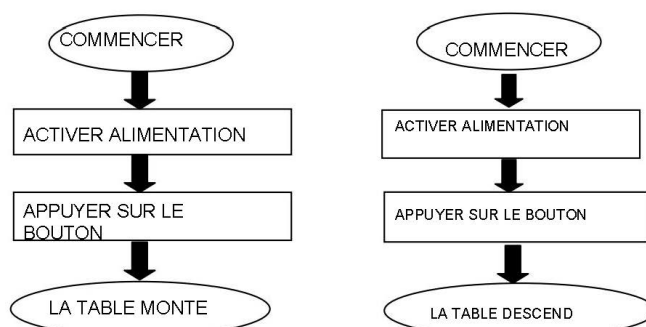 COMMENCER
ACTIVER ALIMENTATION
APPUYER SUR LE
BOUTON
LA TABLE MONTE
COMMENCER
ACTIVER ALIMENTATION
APPUYER SUR LE BOUTON
LA TABLE DESCEND